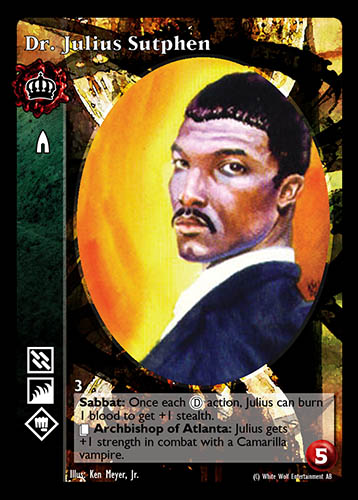 Dr. Julius Sutphen
3
Sabbat: Once each D action, Julius can burn
1 blood to get +1 stealth.
Archbishop of Atlanta: Julius gets
+1 strength in combat with a Camarilla
vampire.
5
Illus: Ken Meyer, Jr.
(C) White Wolf Entertainment AB